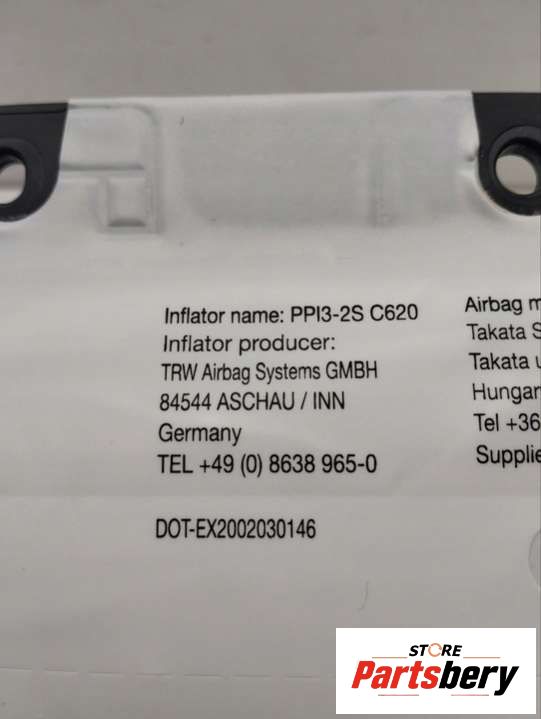 Inflator name: PPI3-2S C620
Inflator producer:
TRW Airbag Systems GMBH
84544 ASCHAU / INN
Germany
TEL +49 (0) 8638 965-0
DOT-EX2002030146
Airbag m
Takata S
Takata u
Hungar
Tel +36
Supplie
STORE
Partsbery